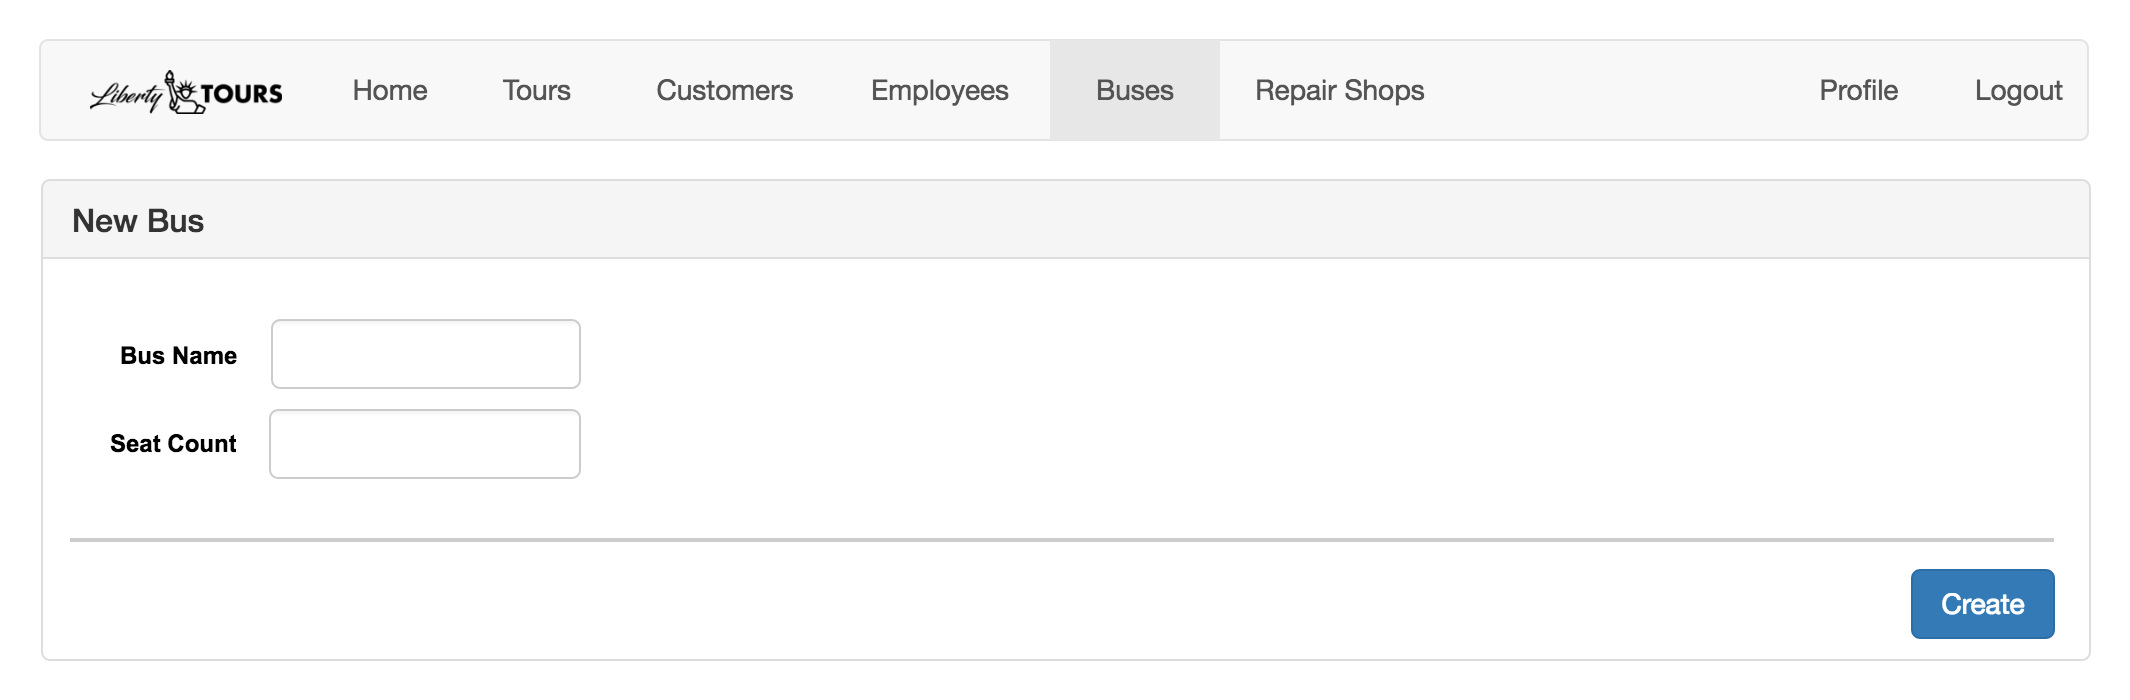 Liberty TOURS Home Tours Customers Employees Buses Repair Shops Profile Logout
New Bus
Bus Name
Seat Count
Create